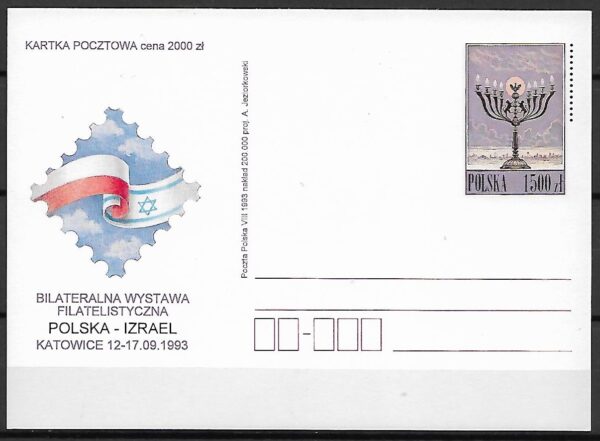 KARTKA POCZTOWA cena 2000 zł
POLSKA 1500 zł
Poczta Polska VIII 1993 nakład 200 000 proj. A. Jeziorkowski
BILATERALNA WYSTAWA
FILATELISTYCZNA
POLSKA - IZRAEL
KATOWICE 12-17.09.1993